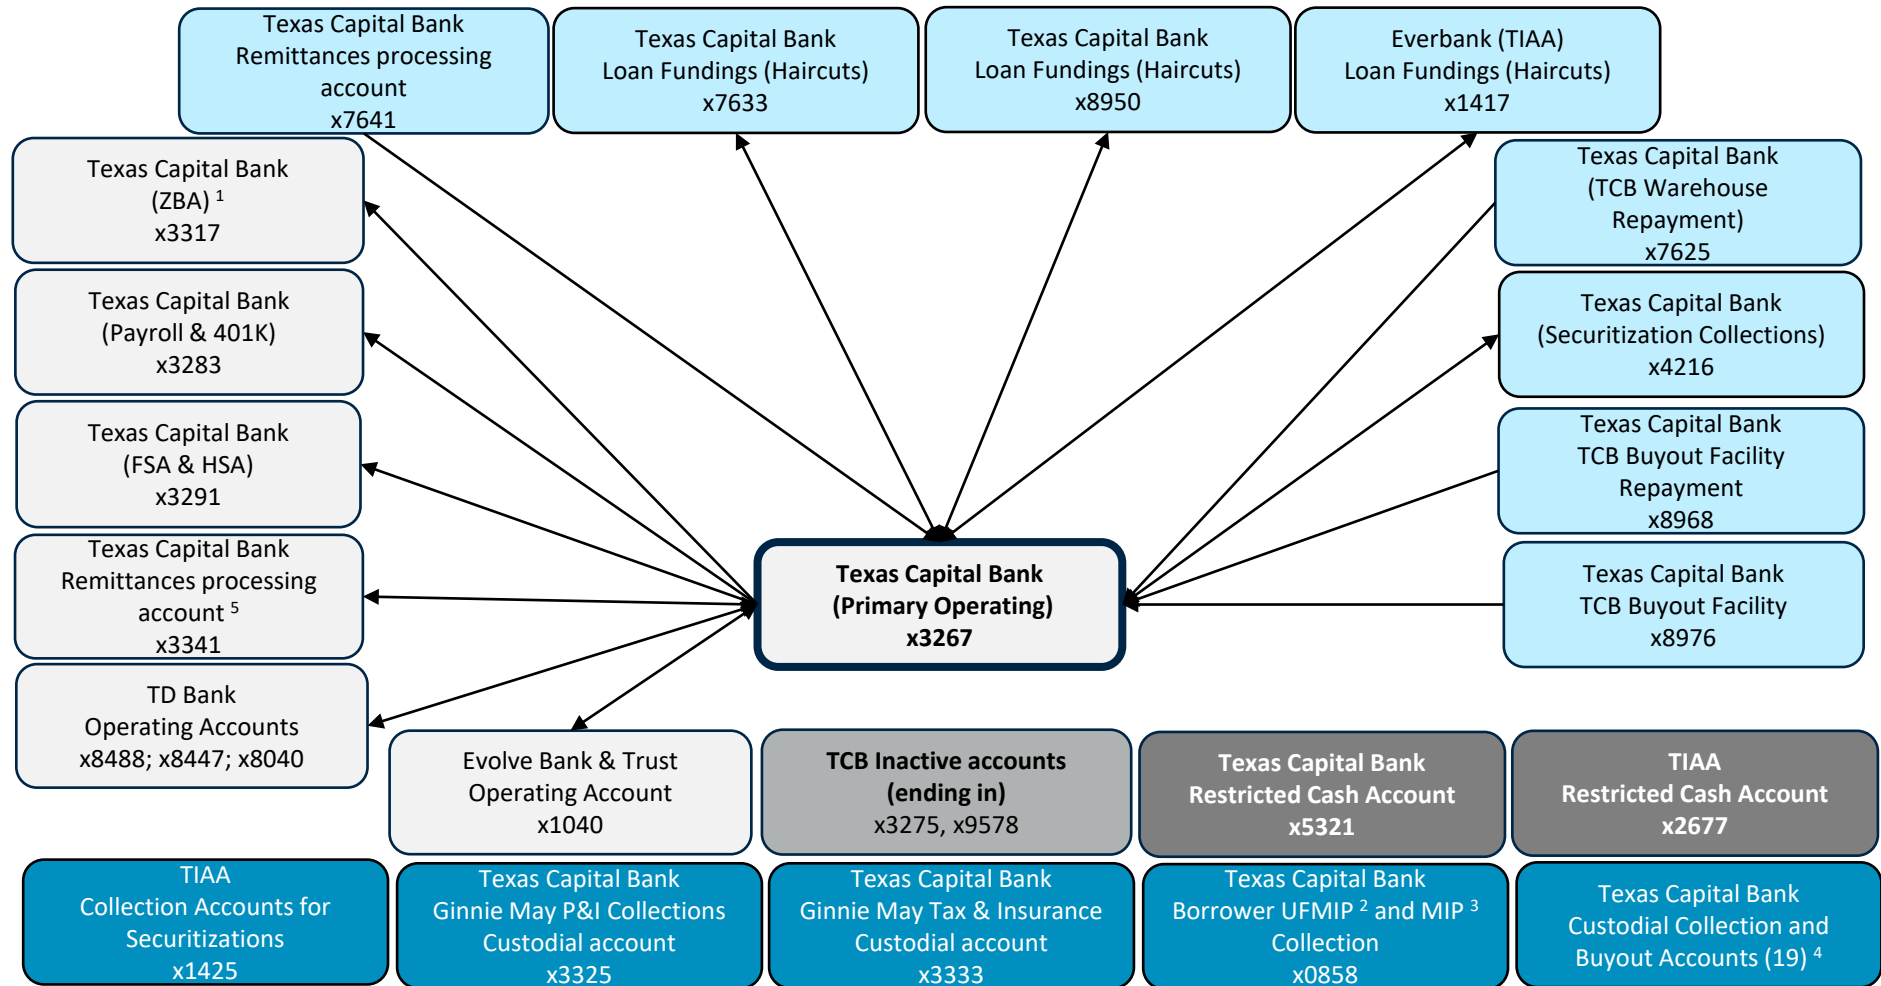 Texas Capital Bank
Remittances processing
account
x7641
Texas Capital Bank
Loan Fundings (Haircuts)
x7633
Texas Capital Bank
Loan Fundings (Haircuts)
x8950
Everbank (TIAA)
Loan Fundings (Haircuts)
x1417
Texas Capital Bank
(ZBA) 1
x3317
Texas Capital Bank
(TCB Warehouse
Repayment)
x7625
Texas Capital Bank
(Payroll & 401K)
x3283
Texas Capital Bank
(Securitization Collections)
x4216
Texas Capital Bank
(FSA & HSA)
x3291
Texas Capital Bank
TCB Buyout Facility
Repayment
x8968
Texas Capital Bank
Remittances processing
account 5
x3341
Texas Capital Bank
(Primary Operating)
x3267
Texas Capital Bank
TCB Buyout Facility
x8976
TD Bank
Operating Accounts
x8488; x8447; x8040
Evolve Bank & Trust
Operating Account
x1040
TCB Inactive accounts
(ending in)
x3275, x9578
Texas Capital Bank
Restricted Cash Account
x5321
TIAA
Restricted Cash Account
x2677
TIAA
Collection Accounts for
Securitizations
x1425
Texas Capital Bank
Ginnie May P&I Collections
Custodial account
x3325
Texas Capital Bank
Ginnie May Tax & Insurance
Custodial account
x3333
Texas Capital Bank
Borrower UFMIP 2 and MIP 3
Collection
x0858
Texas Capital Bank
Custodial Collection and
Buyout Accounts (19) 4